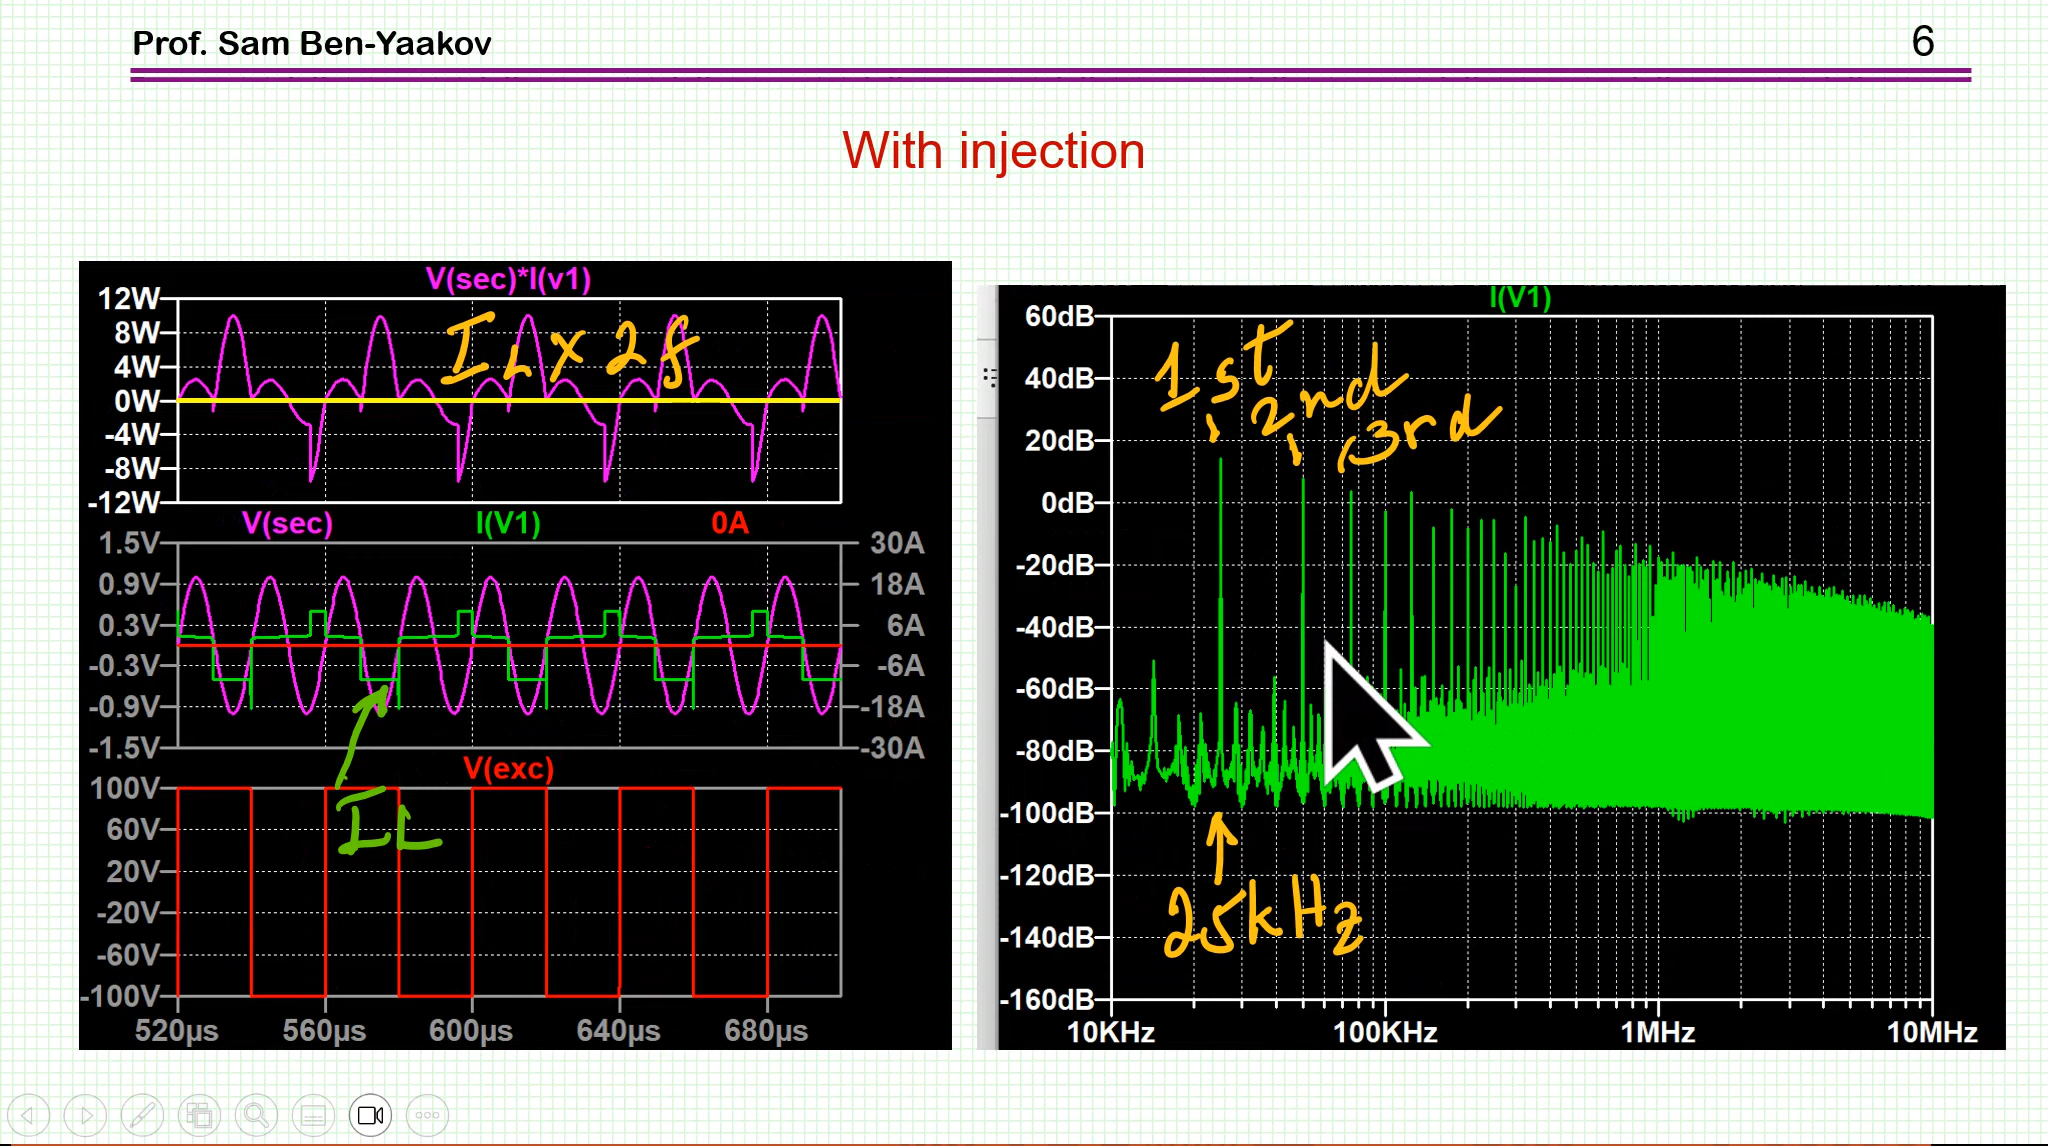 Prof. Sam Ben-Yaakov
6
With injection
V(sec)*I(v1)
12W
8W
4W
0W
-4W
-8W
-12W
IL x 2f
V(sec) I(V1) 0A
1.5V 30A
0.9V 18A
0.3V 6A
-0.3V -6A
-0.9V -18A
-1.5V -30A
V(exc)
100V
60V
20V
-20V
-60V
-100V
IL
520µs 560µs 600µs 640µs 680µs
I(V1)
60dB
40dB
20dB
0dB
-20dB
-40dB
-60dB
-80dB
-100dB
-120dB
-140dB
-160dB
1st
2nd
3rd
25kHz
10KHz 100KHz 1MHz 10MHz